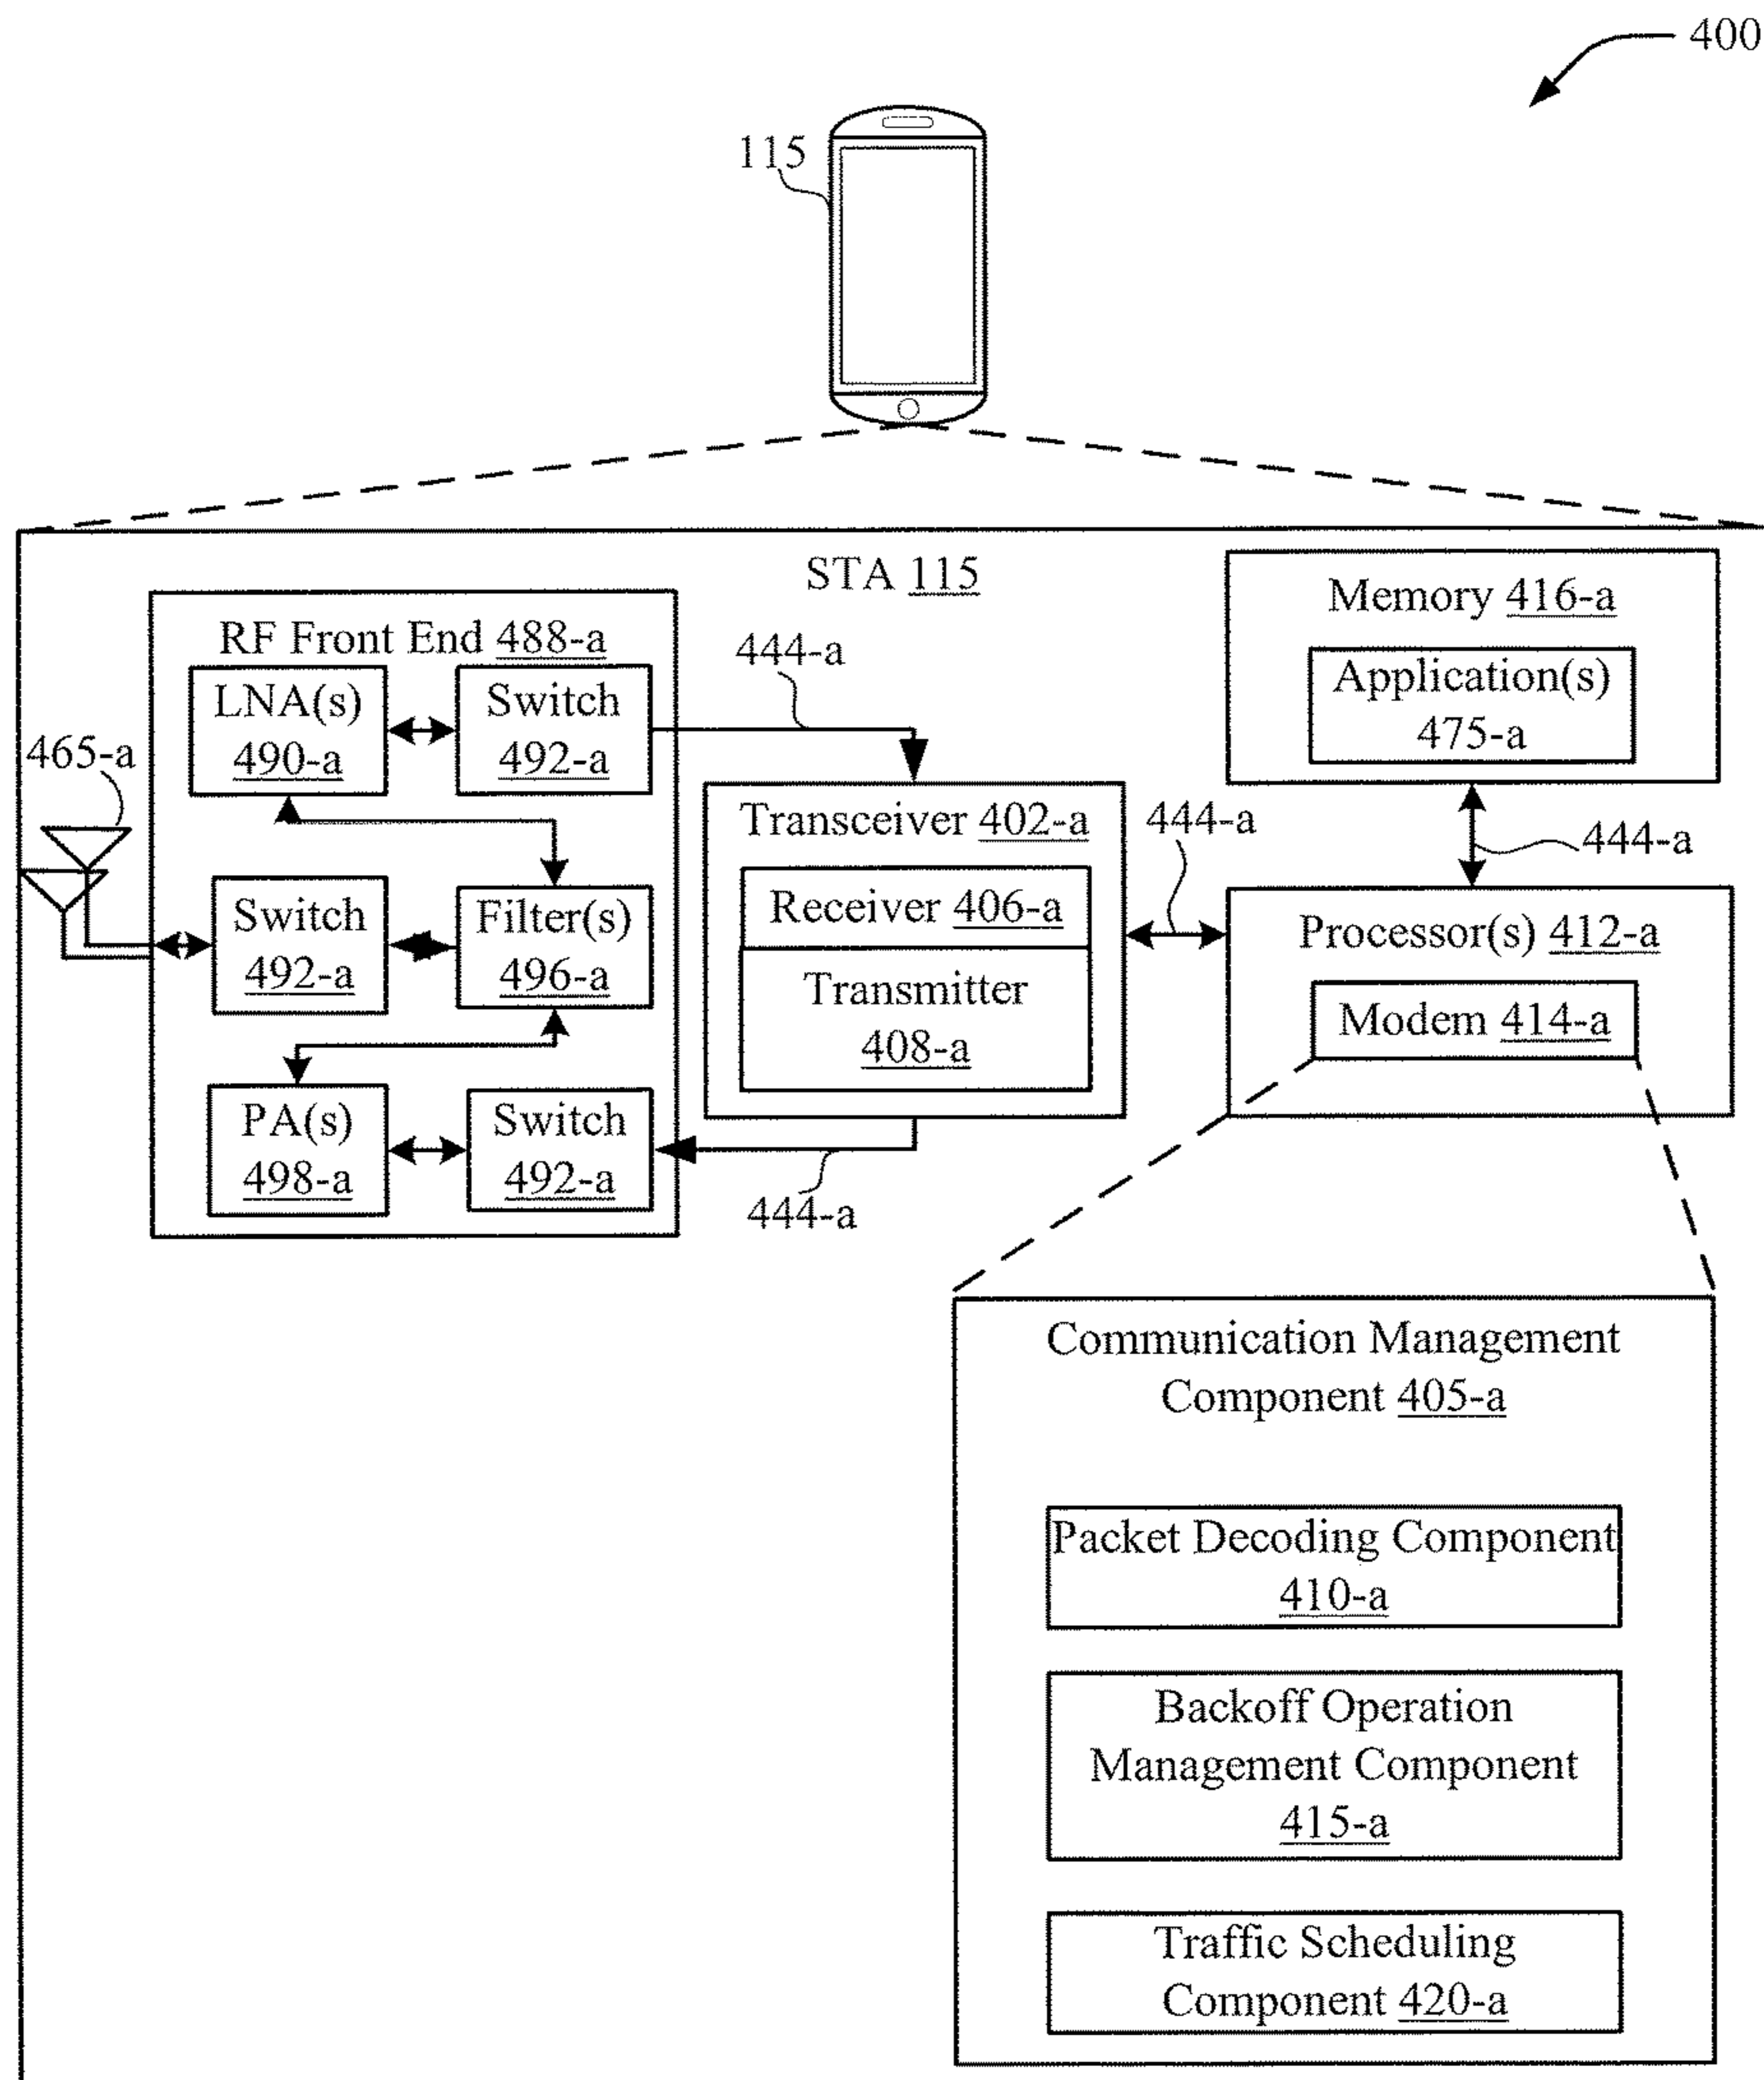 400
115
STA 115
RF Front End 488-a
LNA(s)
490-a
Switch
492-a
444-a
465-a
Switch
492-a
Filter(s)
496-a
PA(s)
498-a
Switch
492-a
444-a
Transceiver 402-a
Receiver 406-a
Transmitter
408-a
444-a
Memory 416-a
Application(s)
475-a
444-a
Processor(s) 412-a
Modem 414-a
Communication Management
Component 405-a
Packet Decoding Component
410-a
Backoff Operation
Management Component
415-a
Traffic Scheduling
Component 420-a